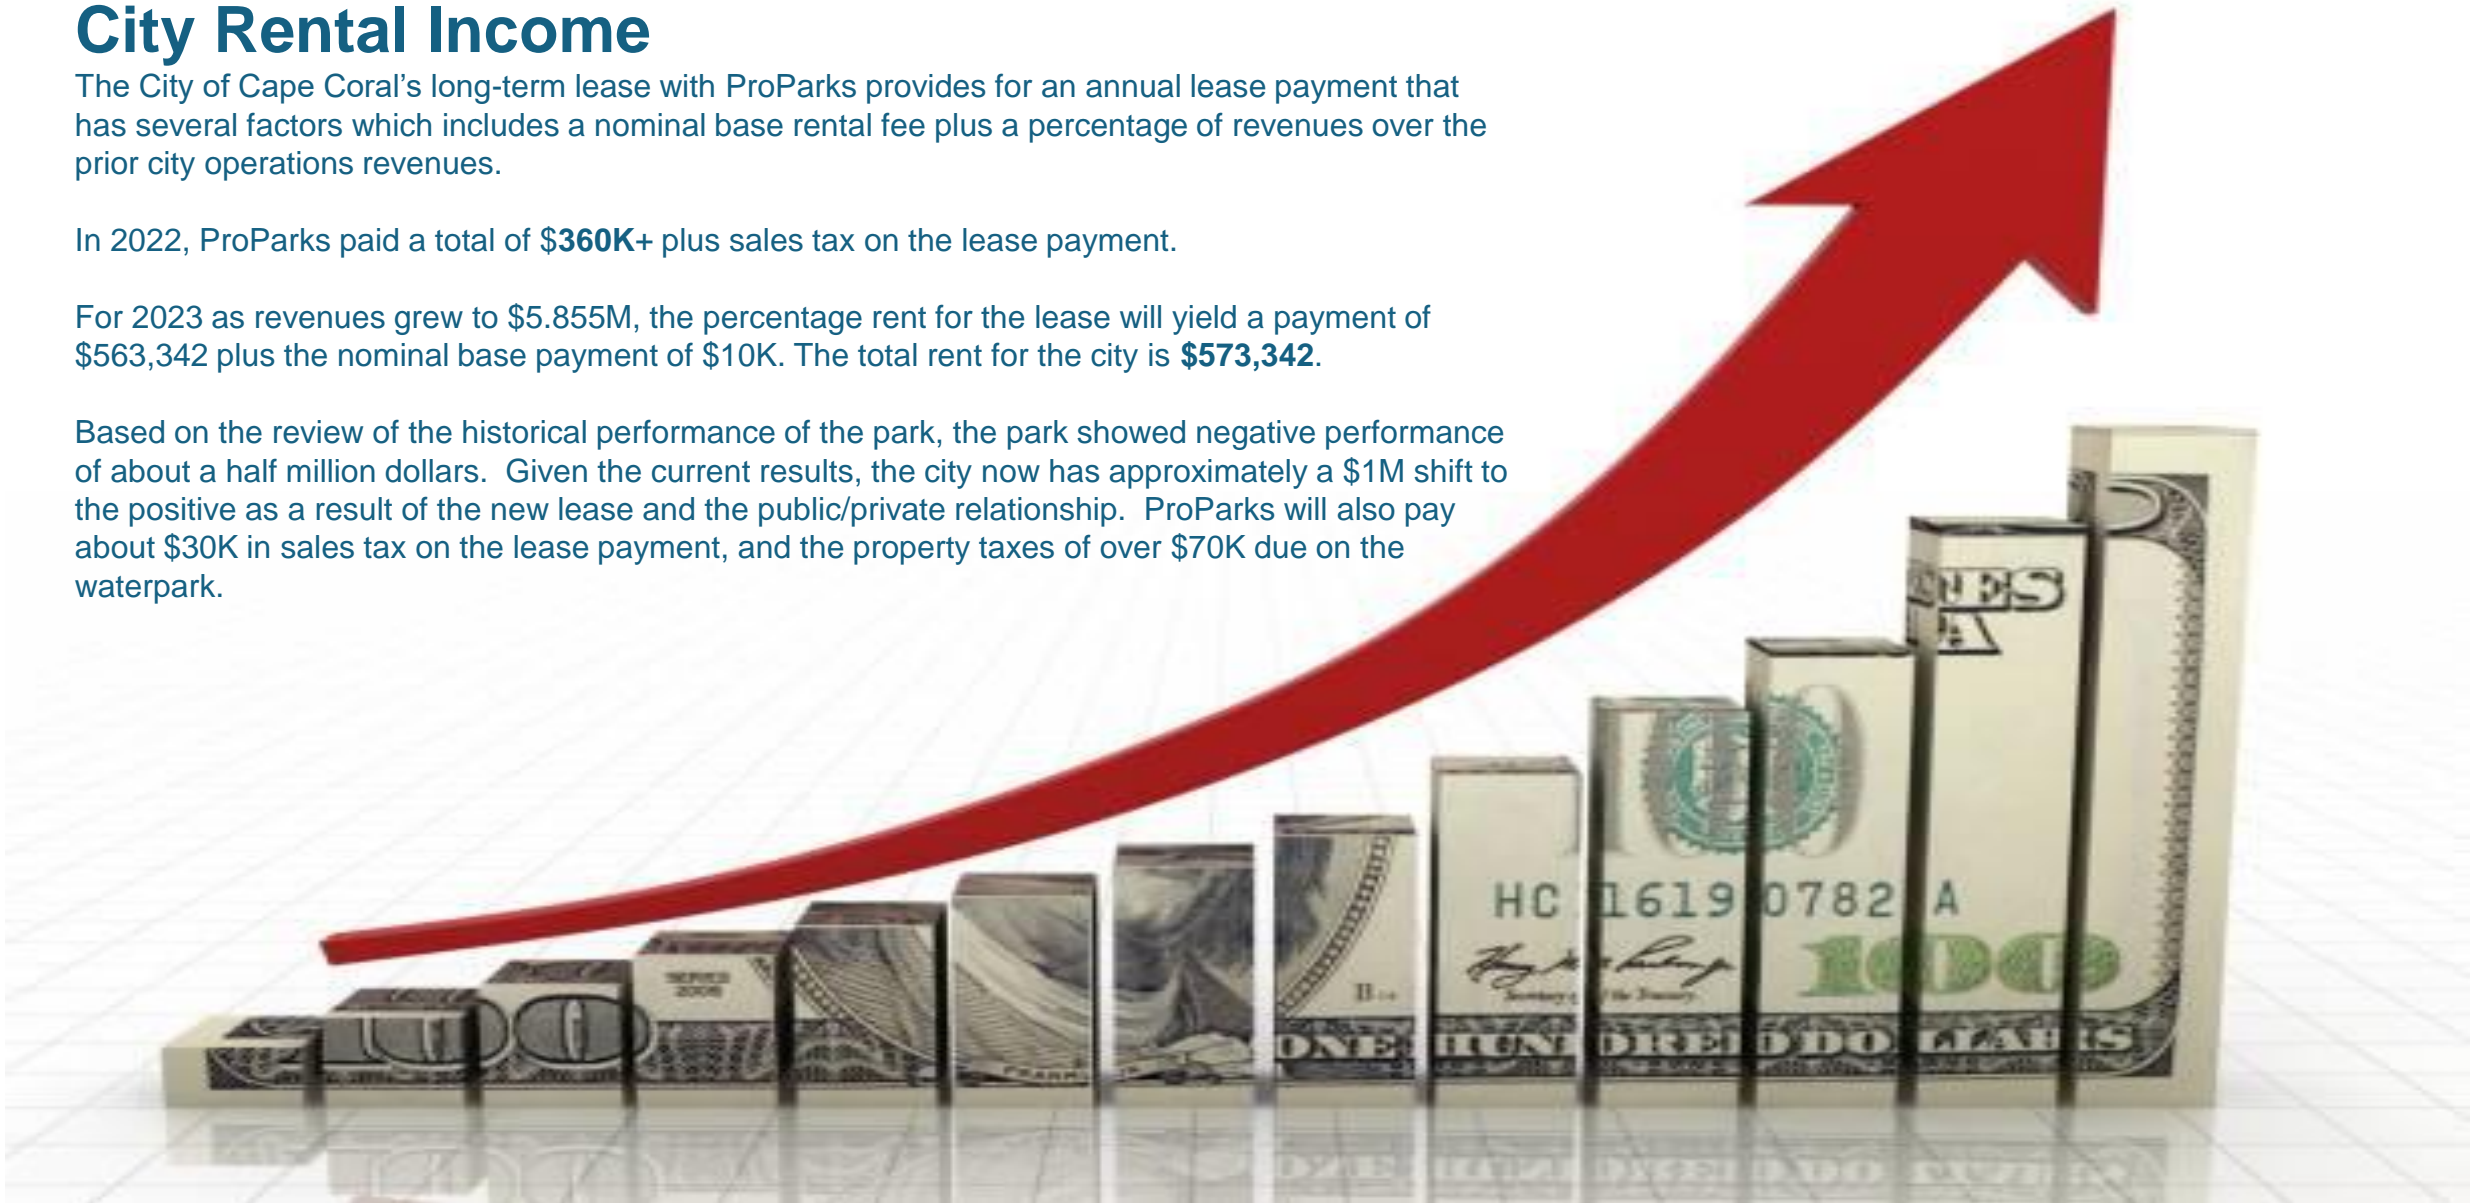 City Rental Income
The City of Cape Coral’s long-term lease with ProParks provides for an annual lease payment that
has several factors which includes a nominal base rental fee plus a percentage of revenues over the
prior city operations revenues.
In 2022, ProParks paid a total of $360K+ plus sales tax on the lease payment.
For 2023 as revenues grew to $5.855M, the percentage rent for the lease will yield a payment of
$563,342 plus the nominal base payment of $10K. The total rent for the city is $573,342.
Based on the review of the historical performance of the park, the park showed negative performance
of about a half million dollars.  Given the current results, the city now has approximately a $1M shift to
the positive as a result of the new lease and the public/private relationship.  ProParks will also pay
about $30K in sales tax on the lease payment, and the property taxes of over $70K due on the
waterpark.
100
SERIES
2006
HC 1619 0782 A
100
ONE HUNDRED DOLLARS